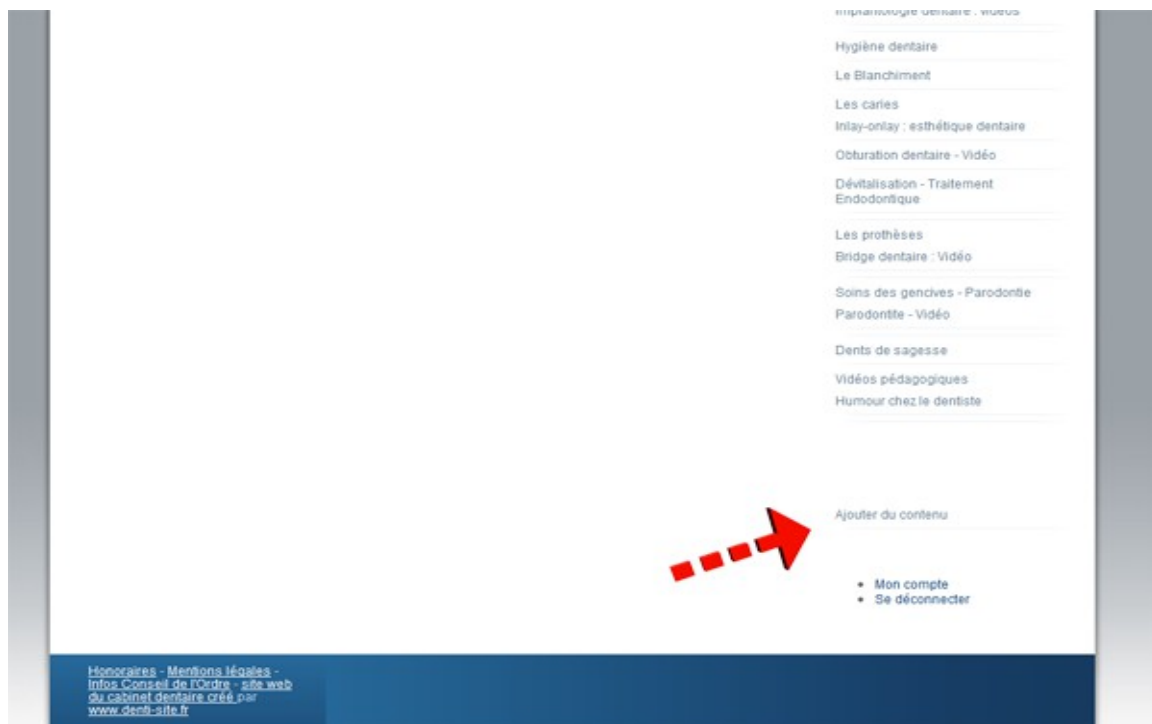 Implantologie dentaire : vidéos
Hygiène dentaire
Le Blanchiment
Les caries
Inlay-onlay : esthétique dentaire
Obturation dentaire - Vidéo
Dévitalisation - Traitement
Endodontique
Les prothèses
Bridge dentaire : Vidéo
Soins des gencives - Parodontie
Parodontite - Vidéo
Dents de sagesse
Vidéos pédagogiques
Humour chez le dentiste
Ajouter du contenu
Mon compte
Se déconnecter
Honoraires - Mentions légales -
Infos Conseil de l'Ordre - site web
du cabinet dentaire créé par
www.denti-site.fr